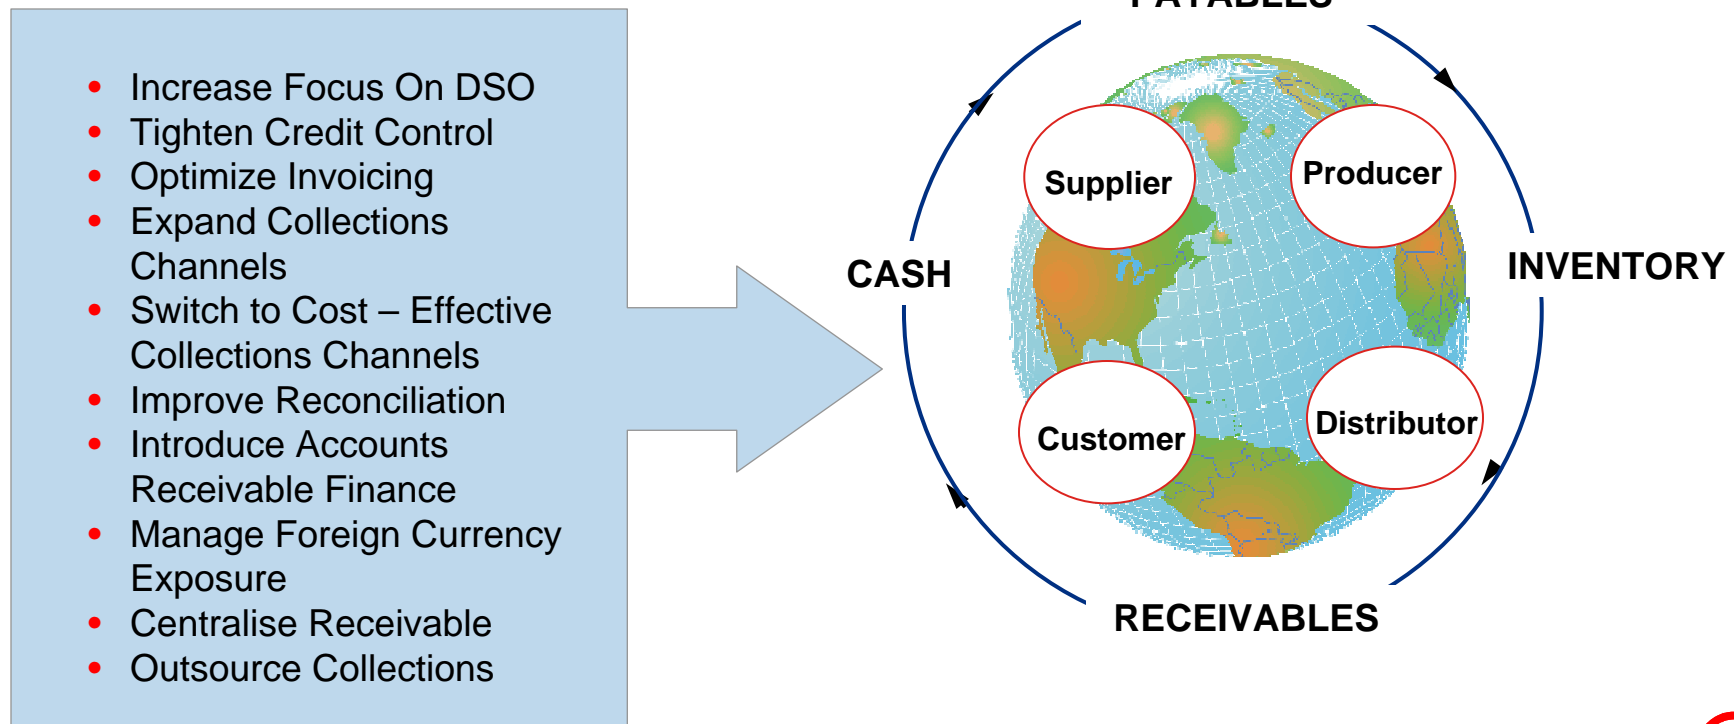 PAYABLES
• Increase Focus On DSO
• Tighten Credit Control
• Optimize Invoicing
• Expand Collections
Channels
• Switch to Cost – Effective
Collections Channels
• Improve Reconciliation
• Introduce Accounts
Receivable Finance
• Manage Foreign Currency
Exposure
• Centralise Receivable
• Outsource Collections
Supplier
Producer
CASH
INVENTORY
Customer
Distributor
RECEIVABLES